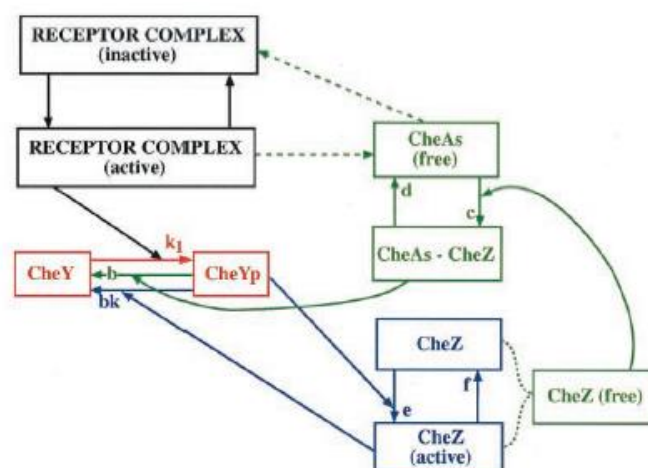 RECEPTOR COMPLEX
(inactive)
RECEPTOR COMPLEX
(active)
CheAs
(free)
d
c
CheAs - CheZ
k1
CheY
b
CheYp
bk
CheZ
f
e
CheZ (free)
CheZ
(active)